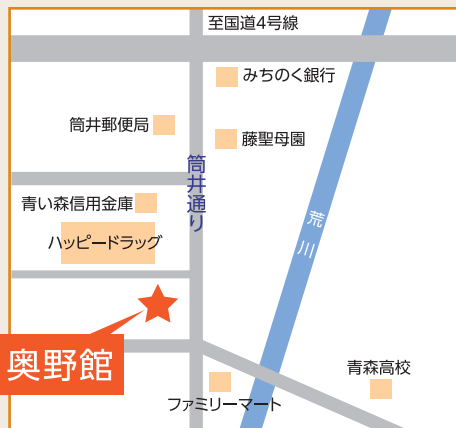 至国道4号線
みちのく銀行
筒井郵便局
藤聖母園
筒井通り
青い森信用金庫
荒川
ハッピードラッグ
奥野館
青森高校
ファミリーマート